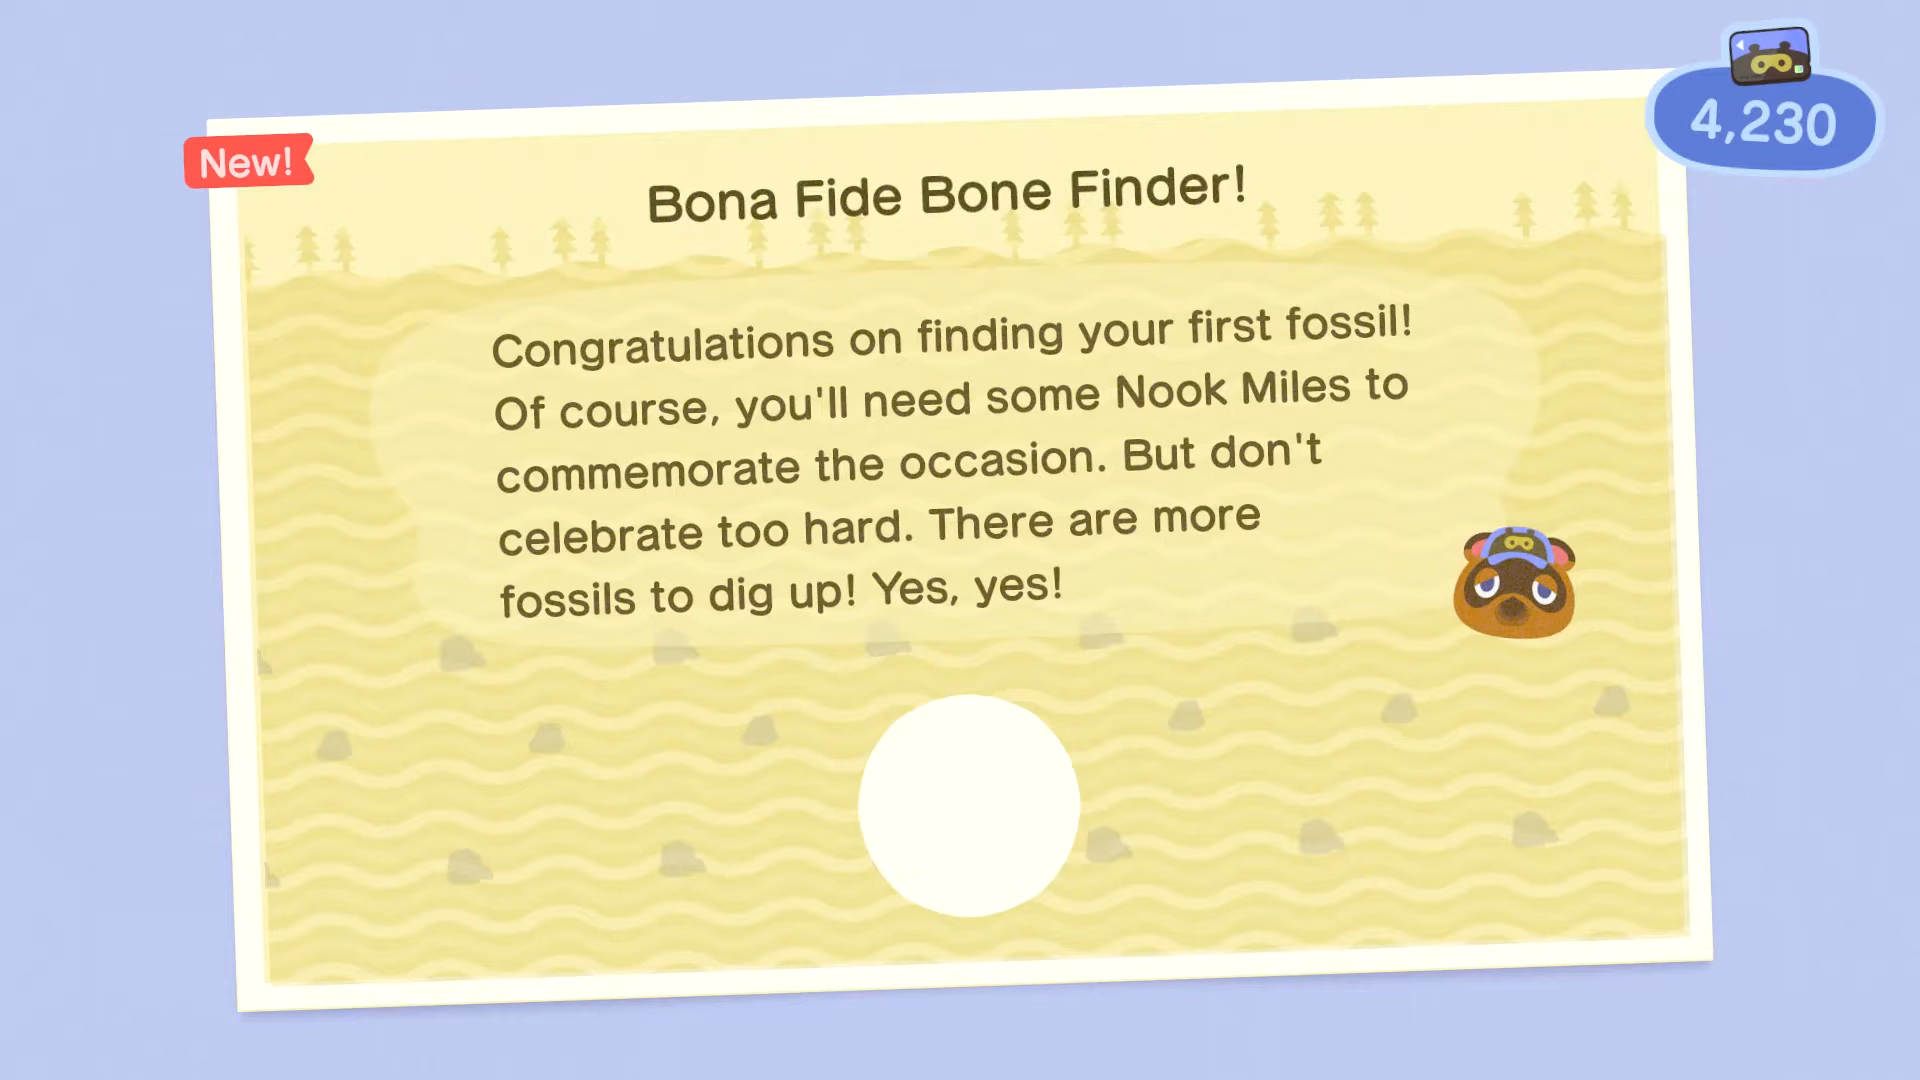 New!
4,230
Bona Fide Bone Finder!
Congratulations on finding your first fossil!
Of course, you'll need some Nook Miles to
commemorate the occasion. But don't
celebrate too hard. There are more
fossils to dig up! Yes, yes!